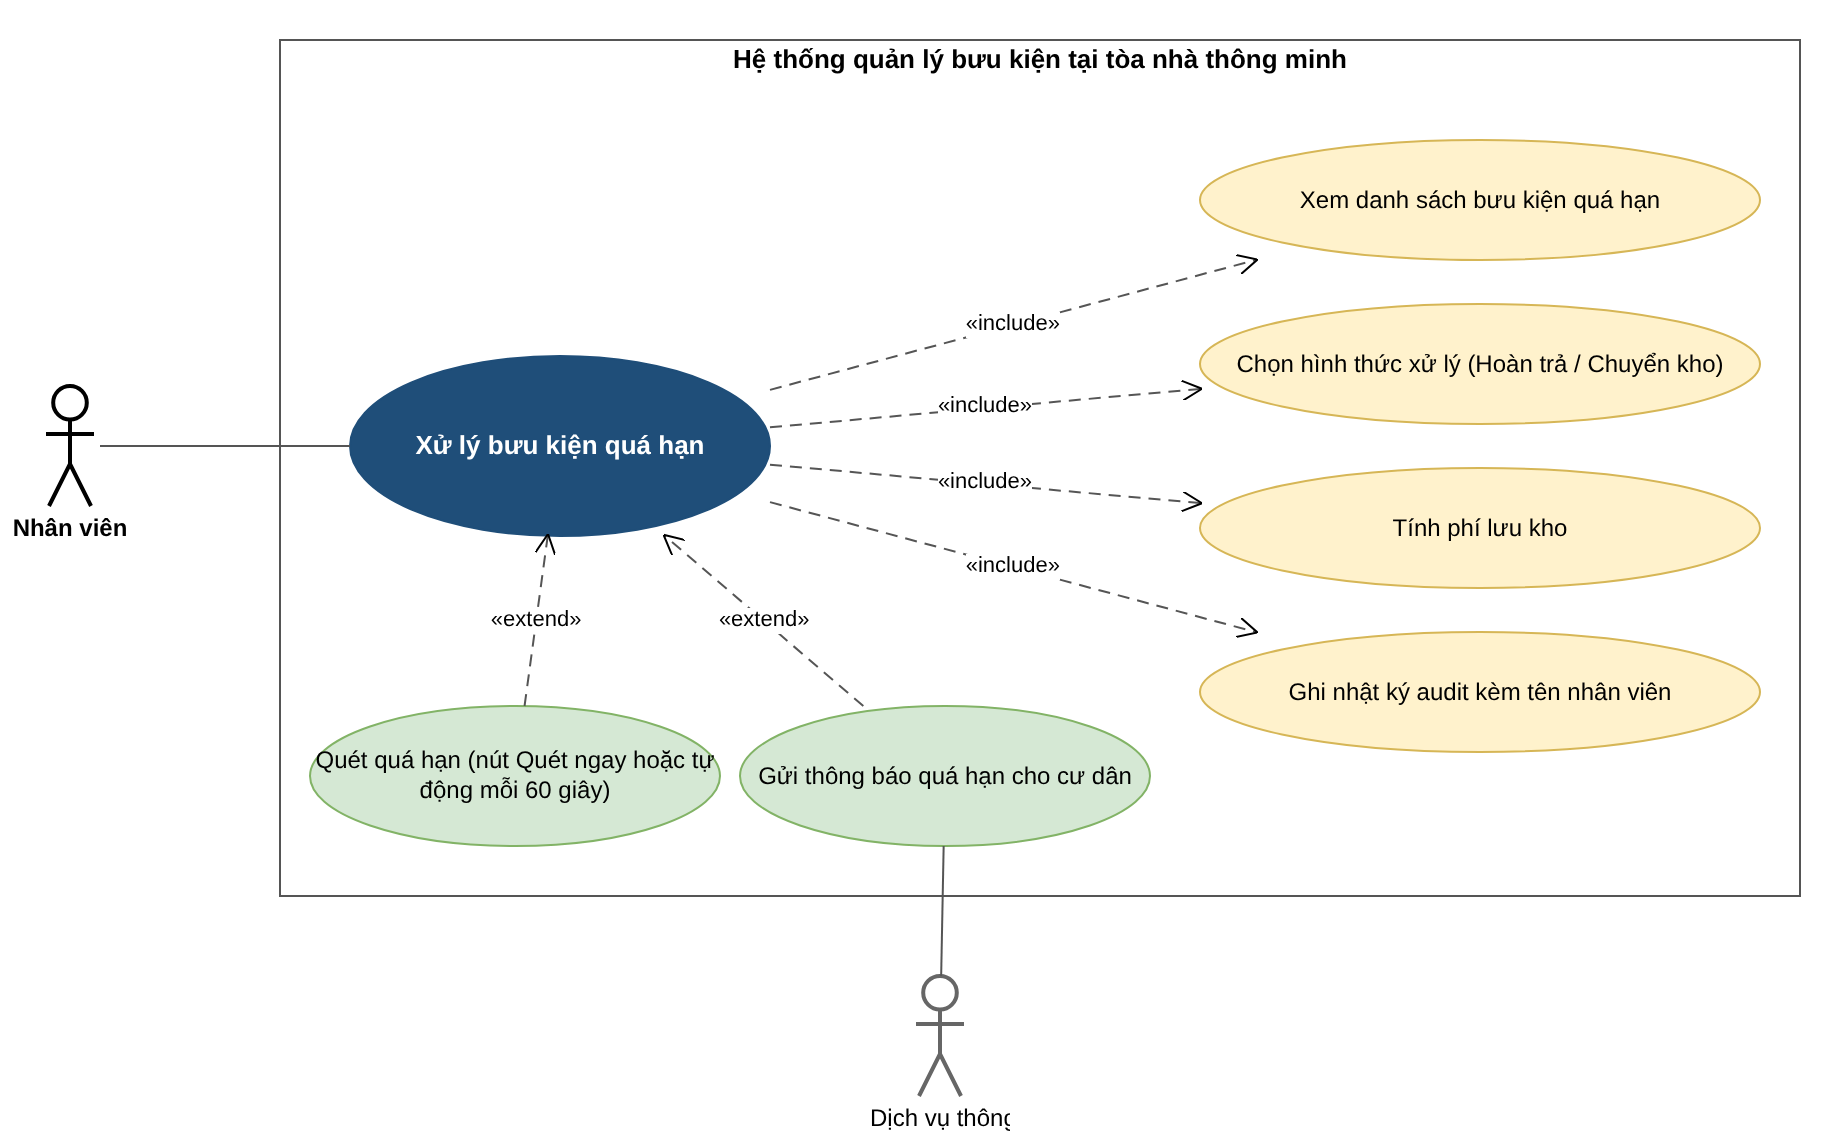 Hệ thống quản lý bưu kiện tại tòa nhà thông minh
Xem danh sách bưu kiện quá hạn
«include»
Chọn hình thức xử lý (Hoàn trả / Chuyển kho)
«include»
Xử lý bưu kiện quá hạn
«include»
Tính phí lưu kho
Nhân viên
«include»
«extend»
«extend»
Ghi nhật ký audit kèm tên nhân viên
Quét quá hạn (nút Quét ngay hoặc tự
động mỗi 60 giây)
Gửi thông báo quá hạn cho cư dân
Dịch vụ thông